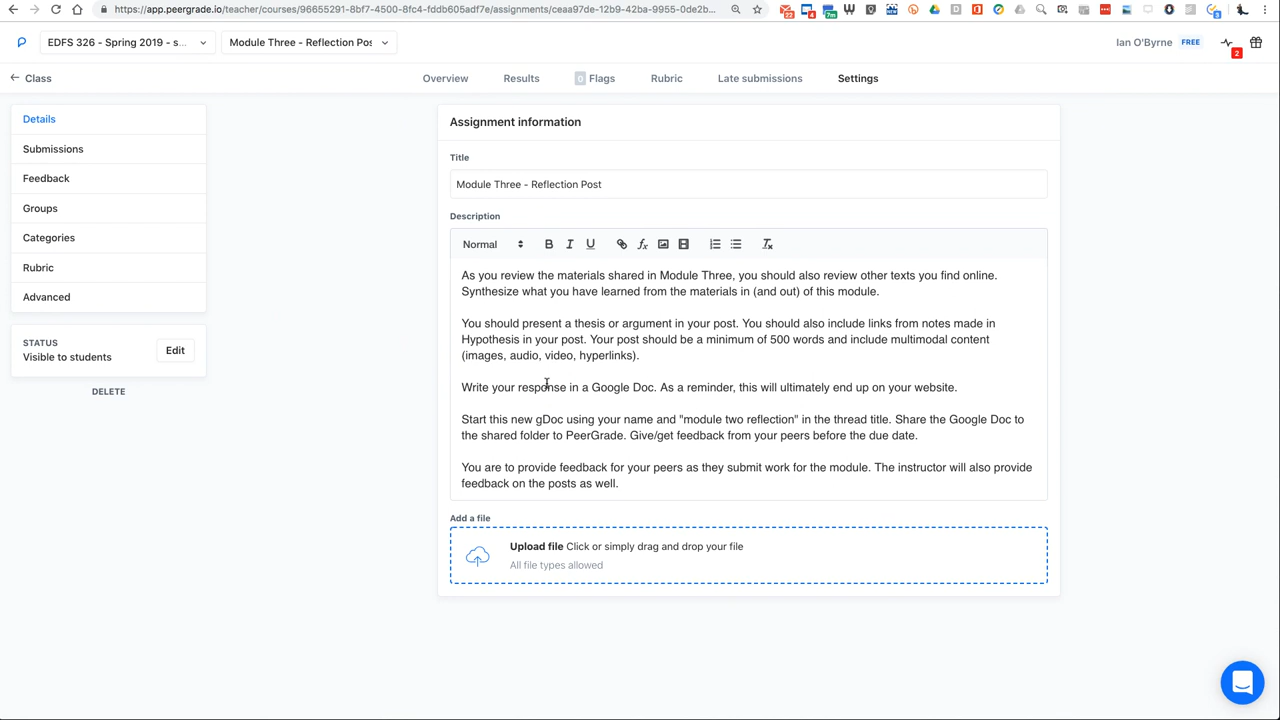 https://app.peergrade.io/teacher/courses/96655291-8bf7-4500-8fc4-fddb605adf7e/assignments/ceaa97de-12b9-42ba-9955-0de2b...
22
4
7m
3
EDFS 326 - Spring 2019 - s...
Module Three - Reflection Pos
Ian O'Byrne
FREE
2
Class
Overview
Results
0 Flags
Rubric
Late submissions
Settings
Details
Submissions
Feedback
Groups
Categories
Rubric
Advanced
STATUS
Visible to students
Edit
DELETE
Assignment information
Title
Module Three - Reflection Post
Description
Normal B I U fx
As you review the materials shared in Module Three, you should also review other texts you find online.
Synthesize what you have learned from the materials in (and out) of this module.
You should present a thesis or argument in your post. You should also include links from notes made in
Hypothesis in your post. Your post should be a minimum of 500 words and include multimodal content
(images, audio, video, hyperlinks).
Write your response in a Google Doc. As a reminder, this will ultimately end up on your website.
Start this new gDoc using your name and "module two reflection" in the thread title. Share the Google Doc to
the shared folder to PeerGrade. Give/get feedback from your peers before the due date.
You are to provide feedback for your peers as they submit work for the module. The instructor will also provide
feedback on the posts as well.
Add a file
Upload file Click or simply drag and drop your file
All file types allowed